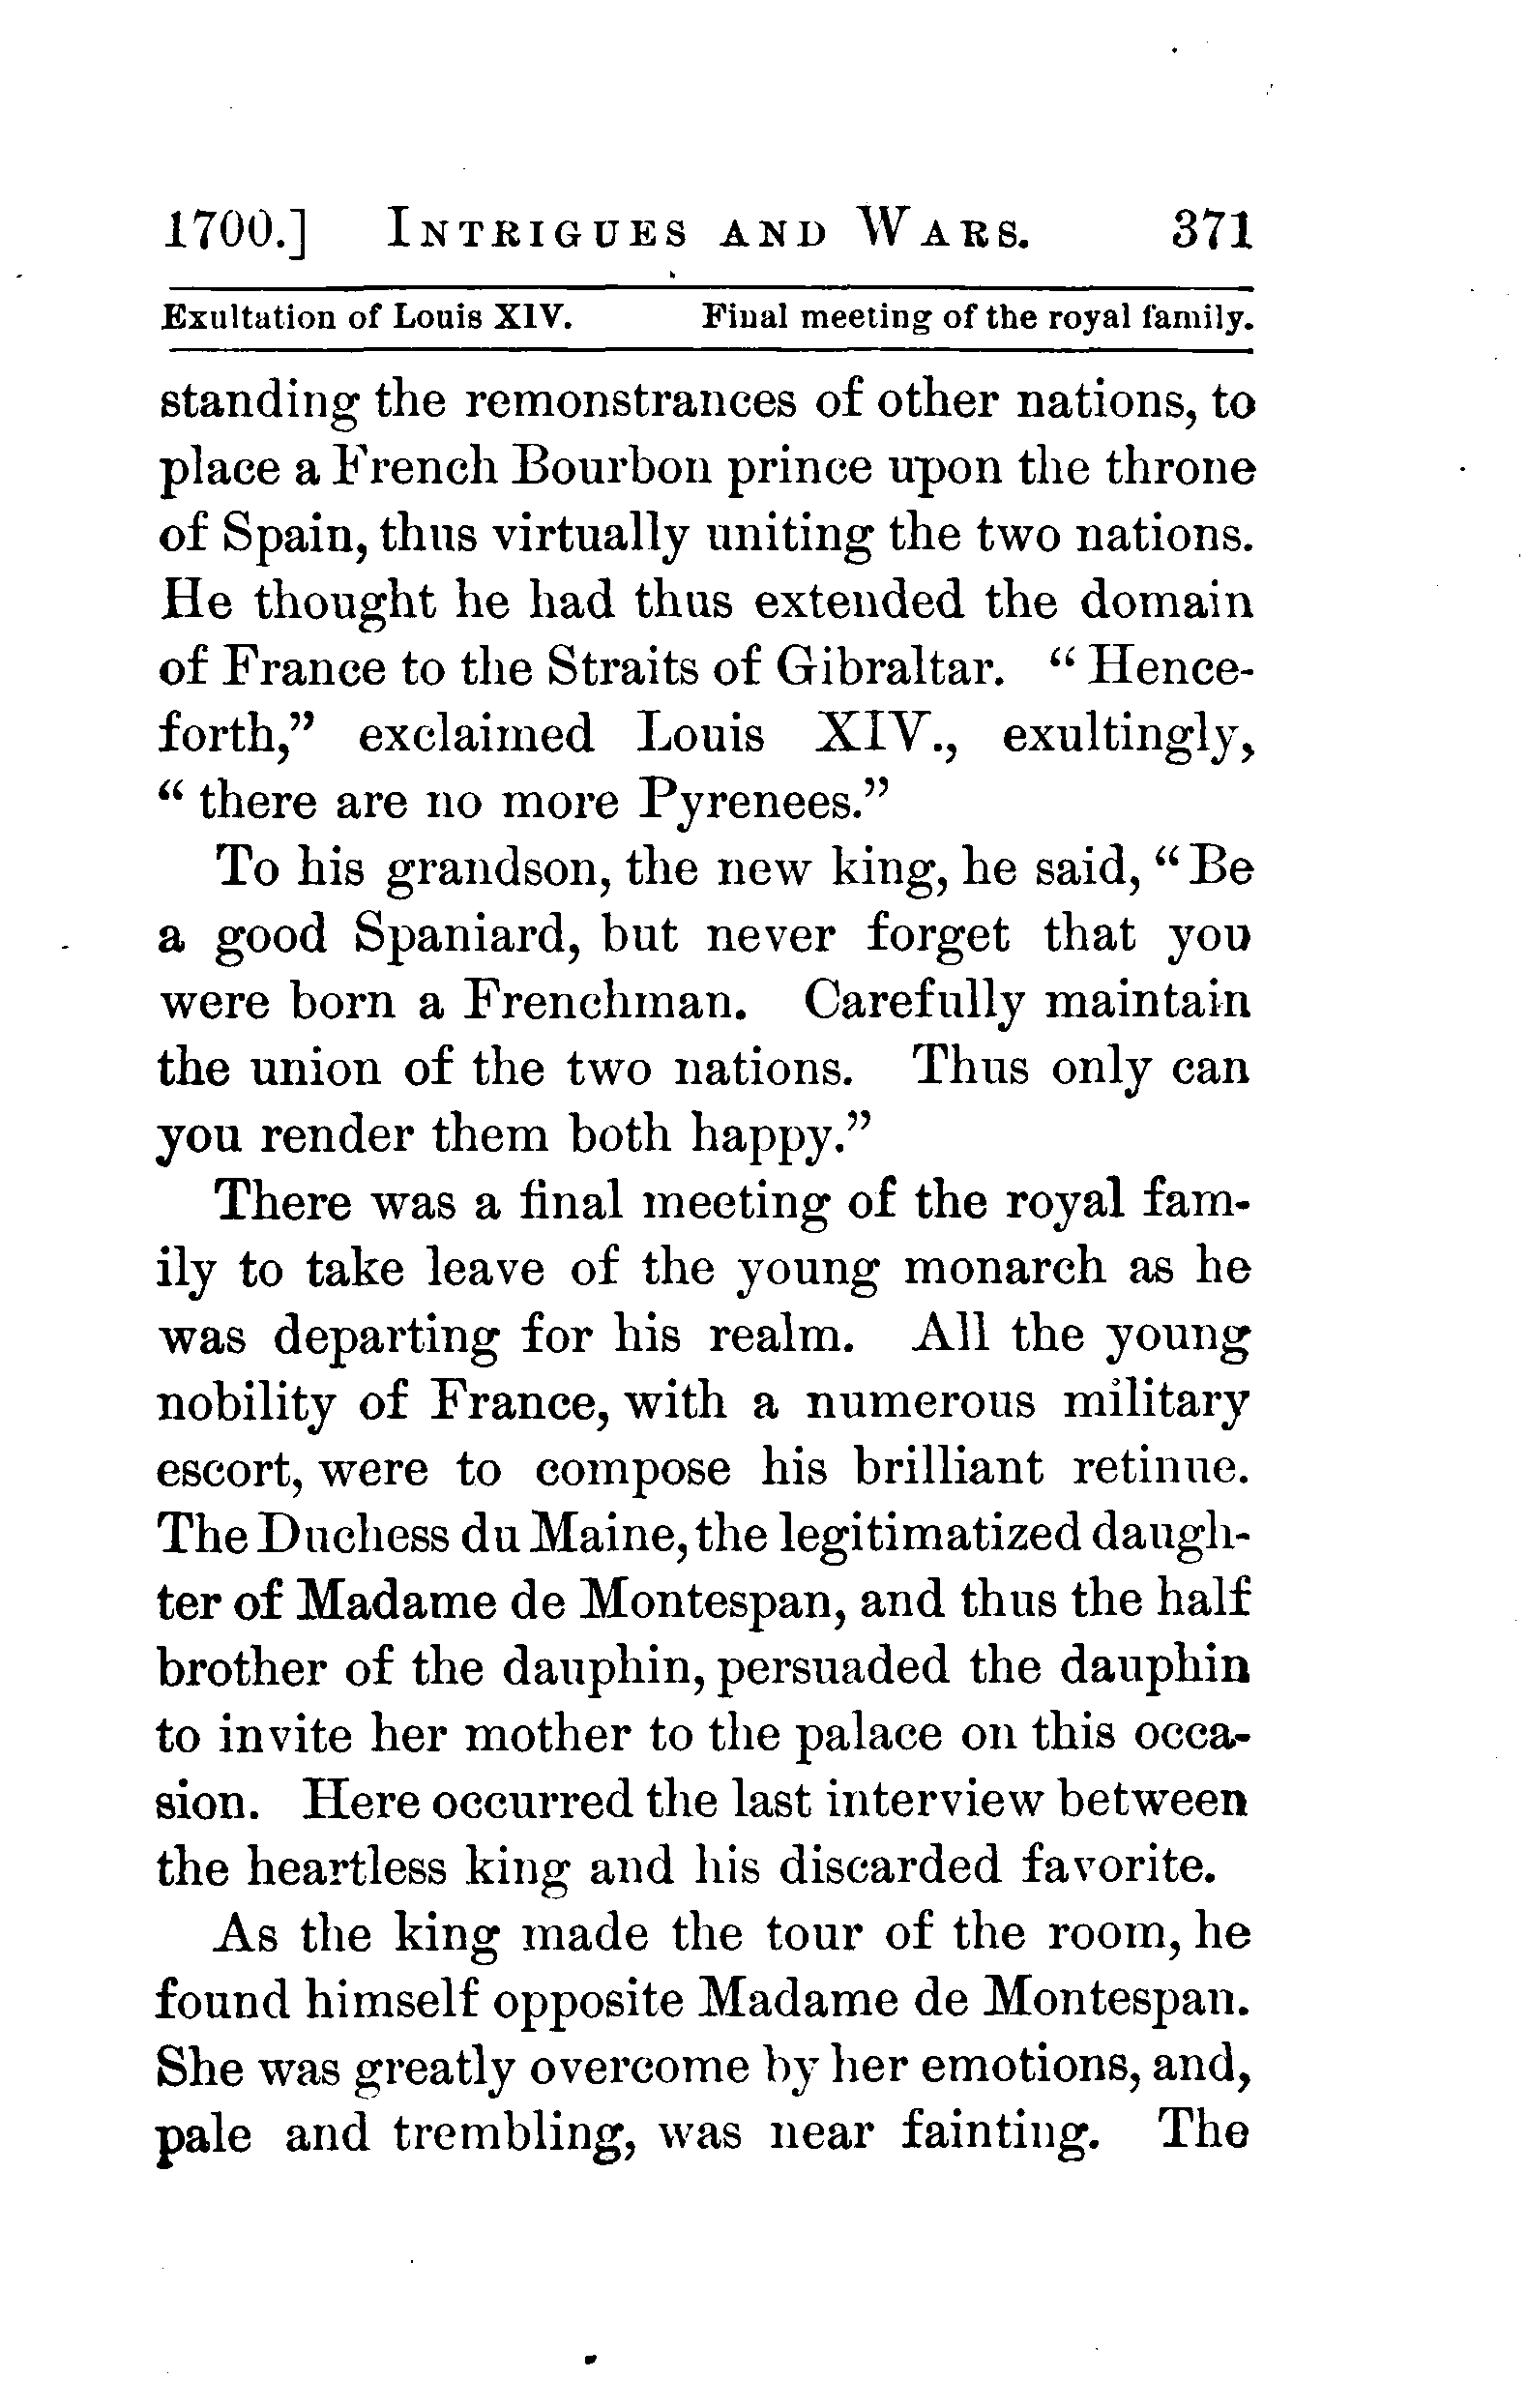 1700.] INTRIGUES AND WARS. 371
Exultation of Louis XIV. Final meeting of the royal family.
standing the remonstrances of other nations, to
place a French Bourbon prince upon the throne
of Spain, thus virtually uniting the two nations.
He thought he had thus extended the domain
of France to the Straits of Gibraltar. “Hence-
forth,” exclaimed Louis XIV., exultingly,
“there are no more Pyrenees.”
To his grandson, the new king, he said, “Be
a good Spaniard, but never forget that you
were born a Frenchman. Carefully maintain
the union of the two nations. Thus only can
you render them both happy.”
There was a final meeting of the royal fam-
ily to take leave of the young monarch as he
was departing for his realm. All the young
nobility of France, with a numerous military
escort, were to compose his brilliant retinue.
The Duchess du Maine, the legitimatized daugh-
ter of Madame de Montespan, and thus the half
brother of the dauphin, persuaded the dauphin
to invite her mother to the palace on this occa-
sion. Here occurred the last interview between
the heartless king and his discarded favorite.
As the king made the tour of the room, he
found himself opposite Madame de Montespan.
She was greatly overcome by her emotions, and,
pale and trembling, was near fainting. The